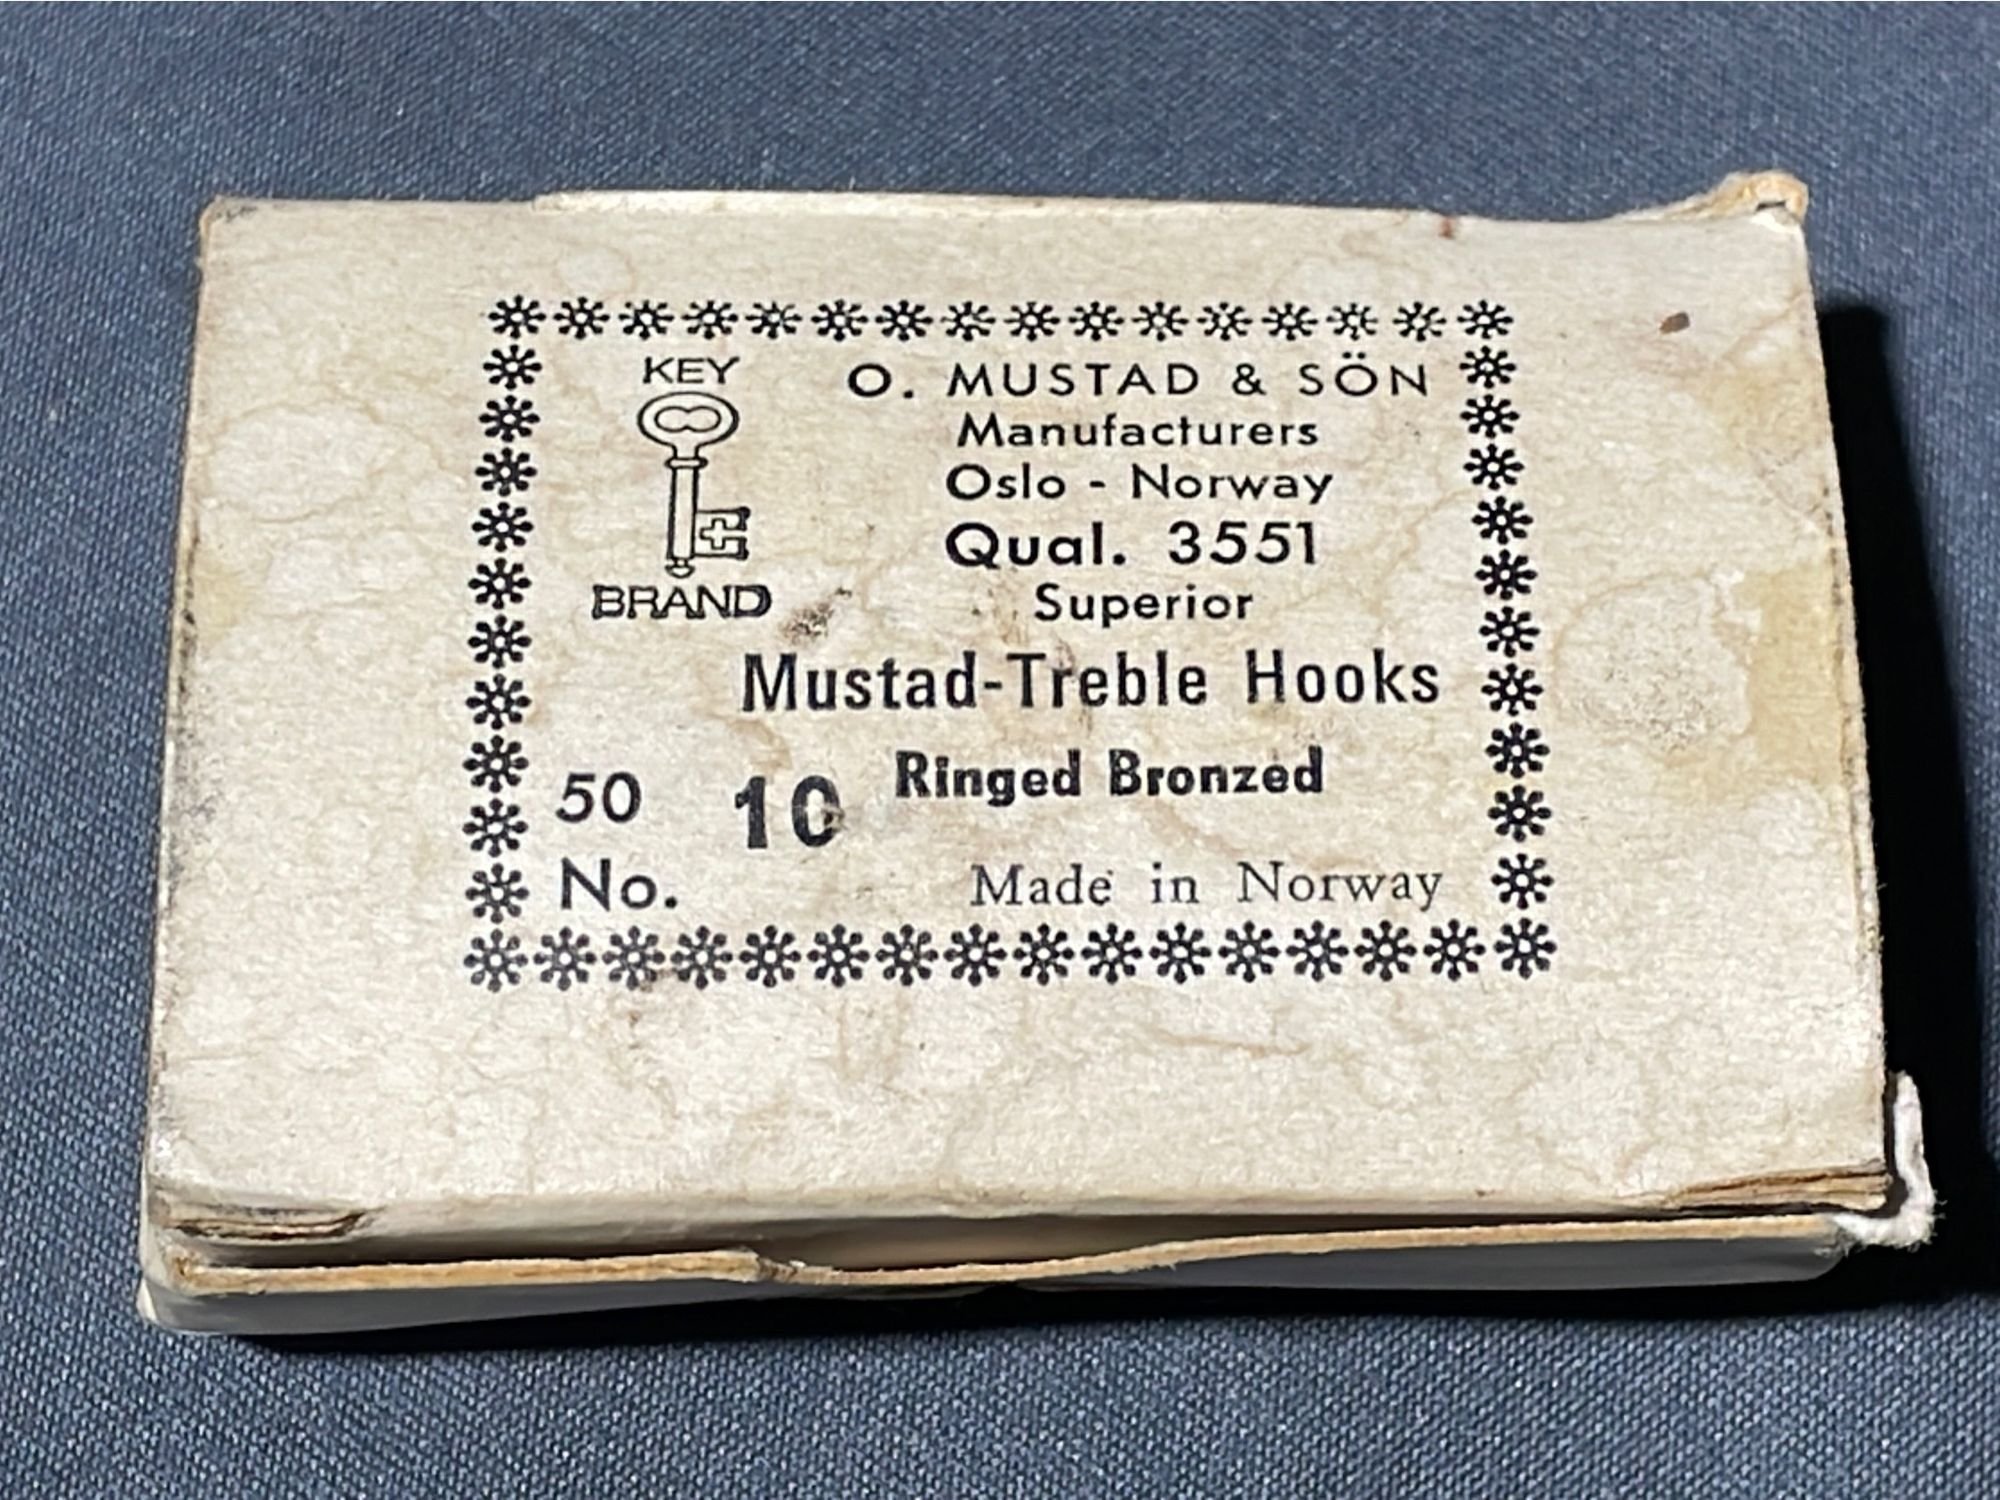 KEY
BRAND
O. MUSTAD & SÖN
Manufacturers
Oslo - Norway
Qual. 3551
Superior
Mustad-Treble Hooks
50 10 Ringed Bronzed
No.
Made in Norway